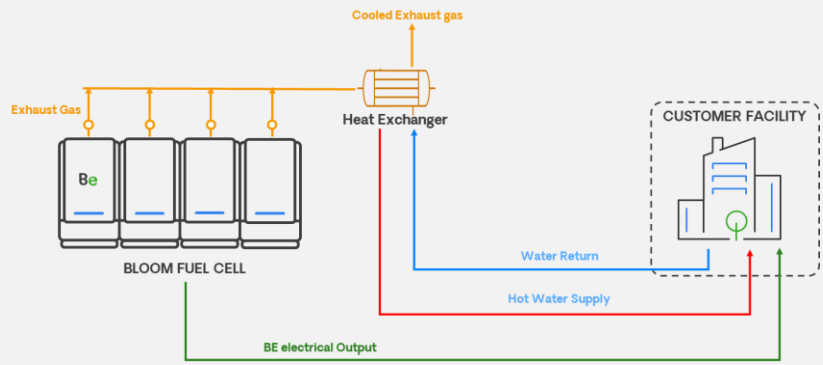 Cooled Exhaust gas
Exhaust Gas
Heat Exchanger
CUSTOMER FACILITY
Be
Water Return
BLOOM FUEL CELL
Hot Water Supply
BE electrical Output